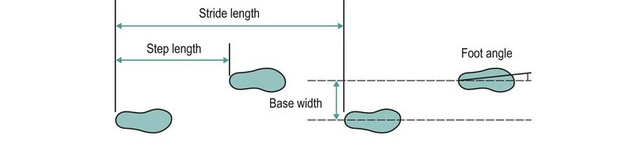 Stride length
Step length
Foot angle
Base width